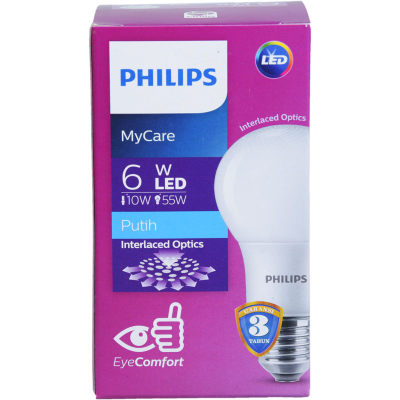 LED
PHILIPS
Interlaced Optics
MyCare
6 W LED
10W 55W
Putih
Interlaced Optics
PHILIPS
GARANSI
3
TAHUN
EyeComfort